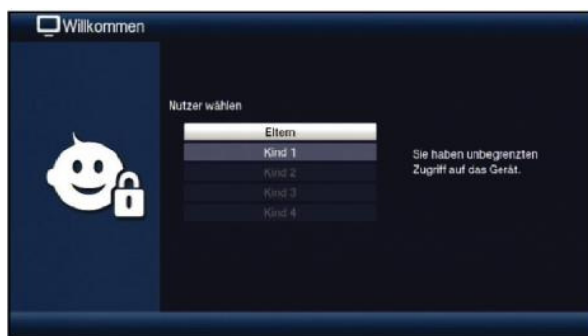 Willkommen
Nutzer wählen
Eltern
Kind 1
Kind 2
Kind 3
Kind 4
Sie haben unbegrenzten
Zugriff auf das Gerät.